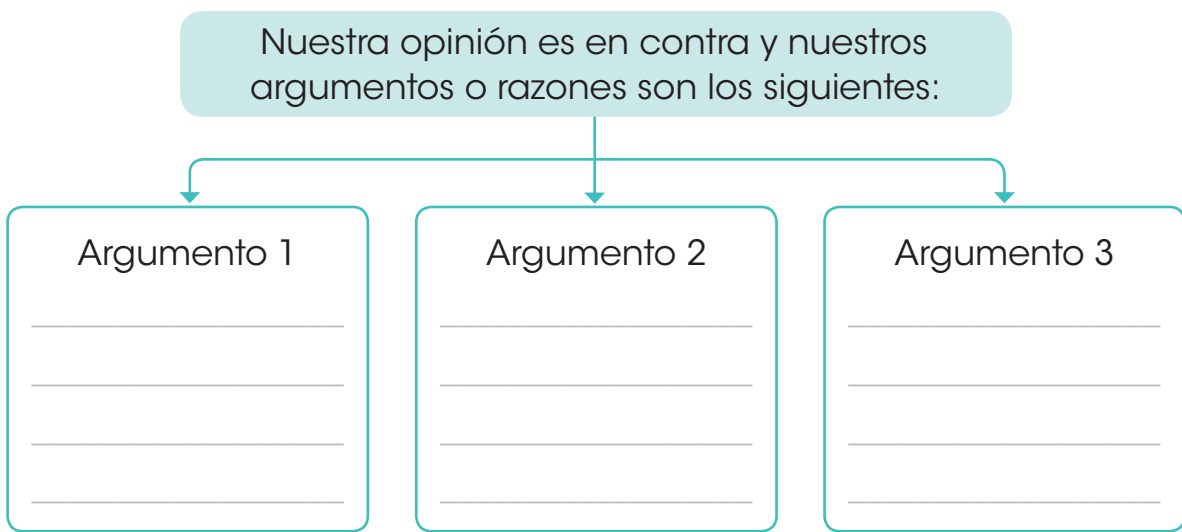 Nuestra opinión es en contra y nuestros
argumentos o razones son los siguientes:
Argumento 1
Argumento 2
Argumento 3